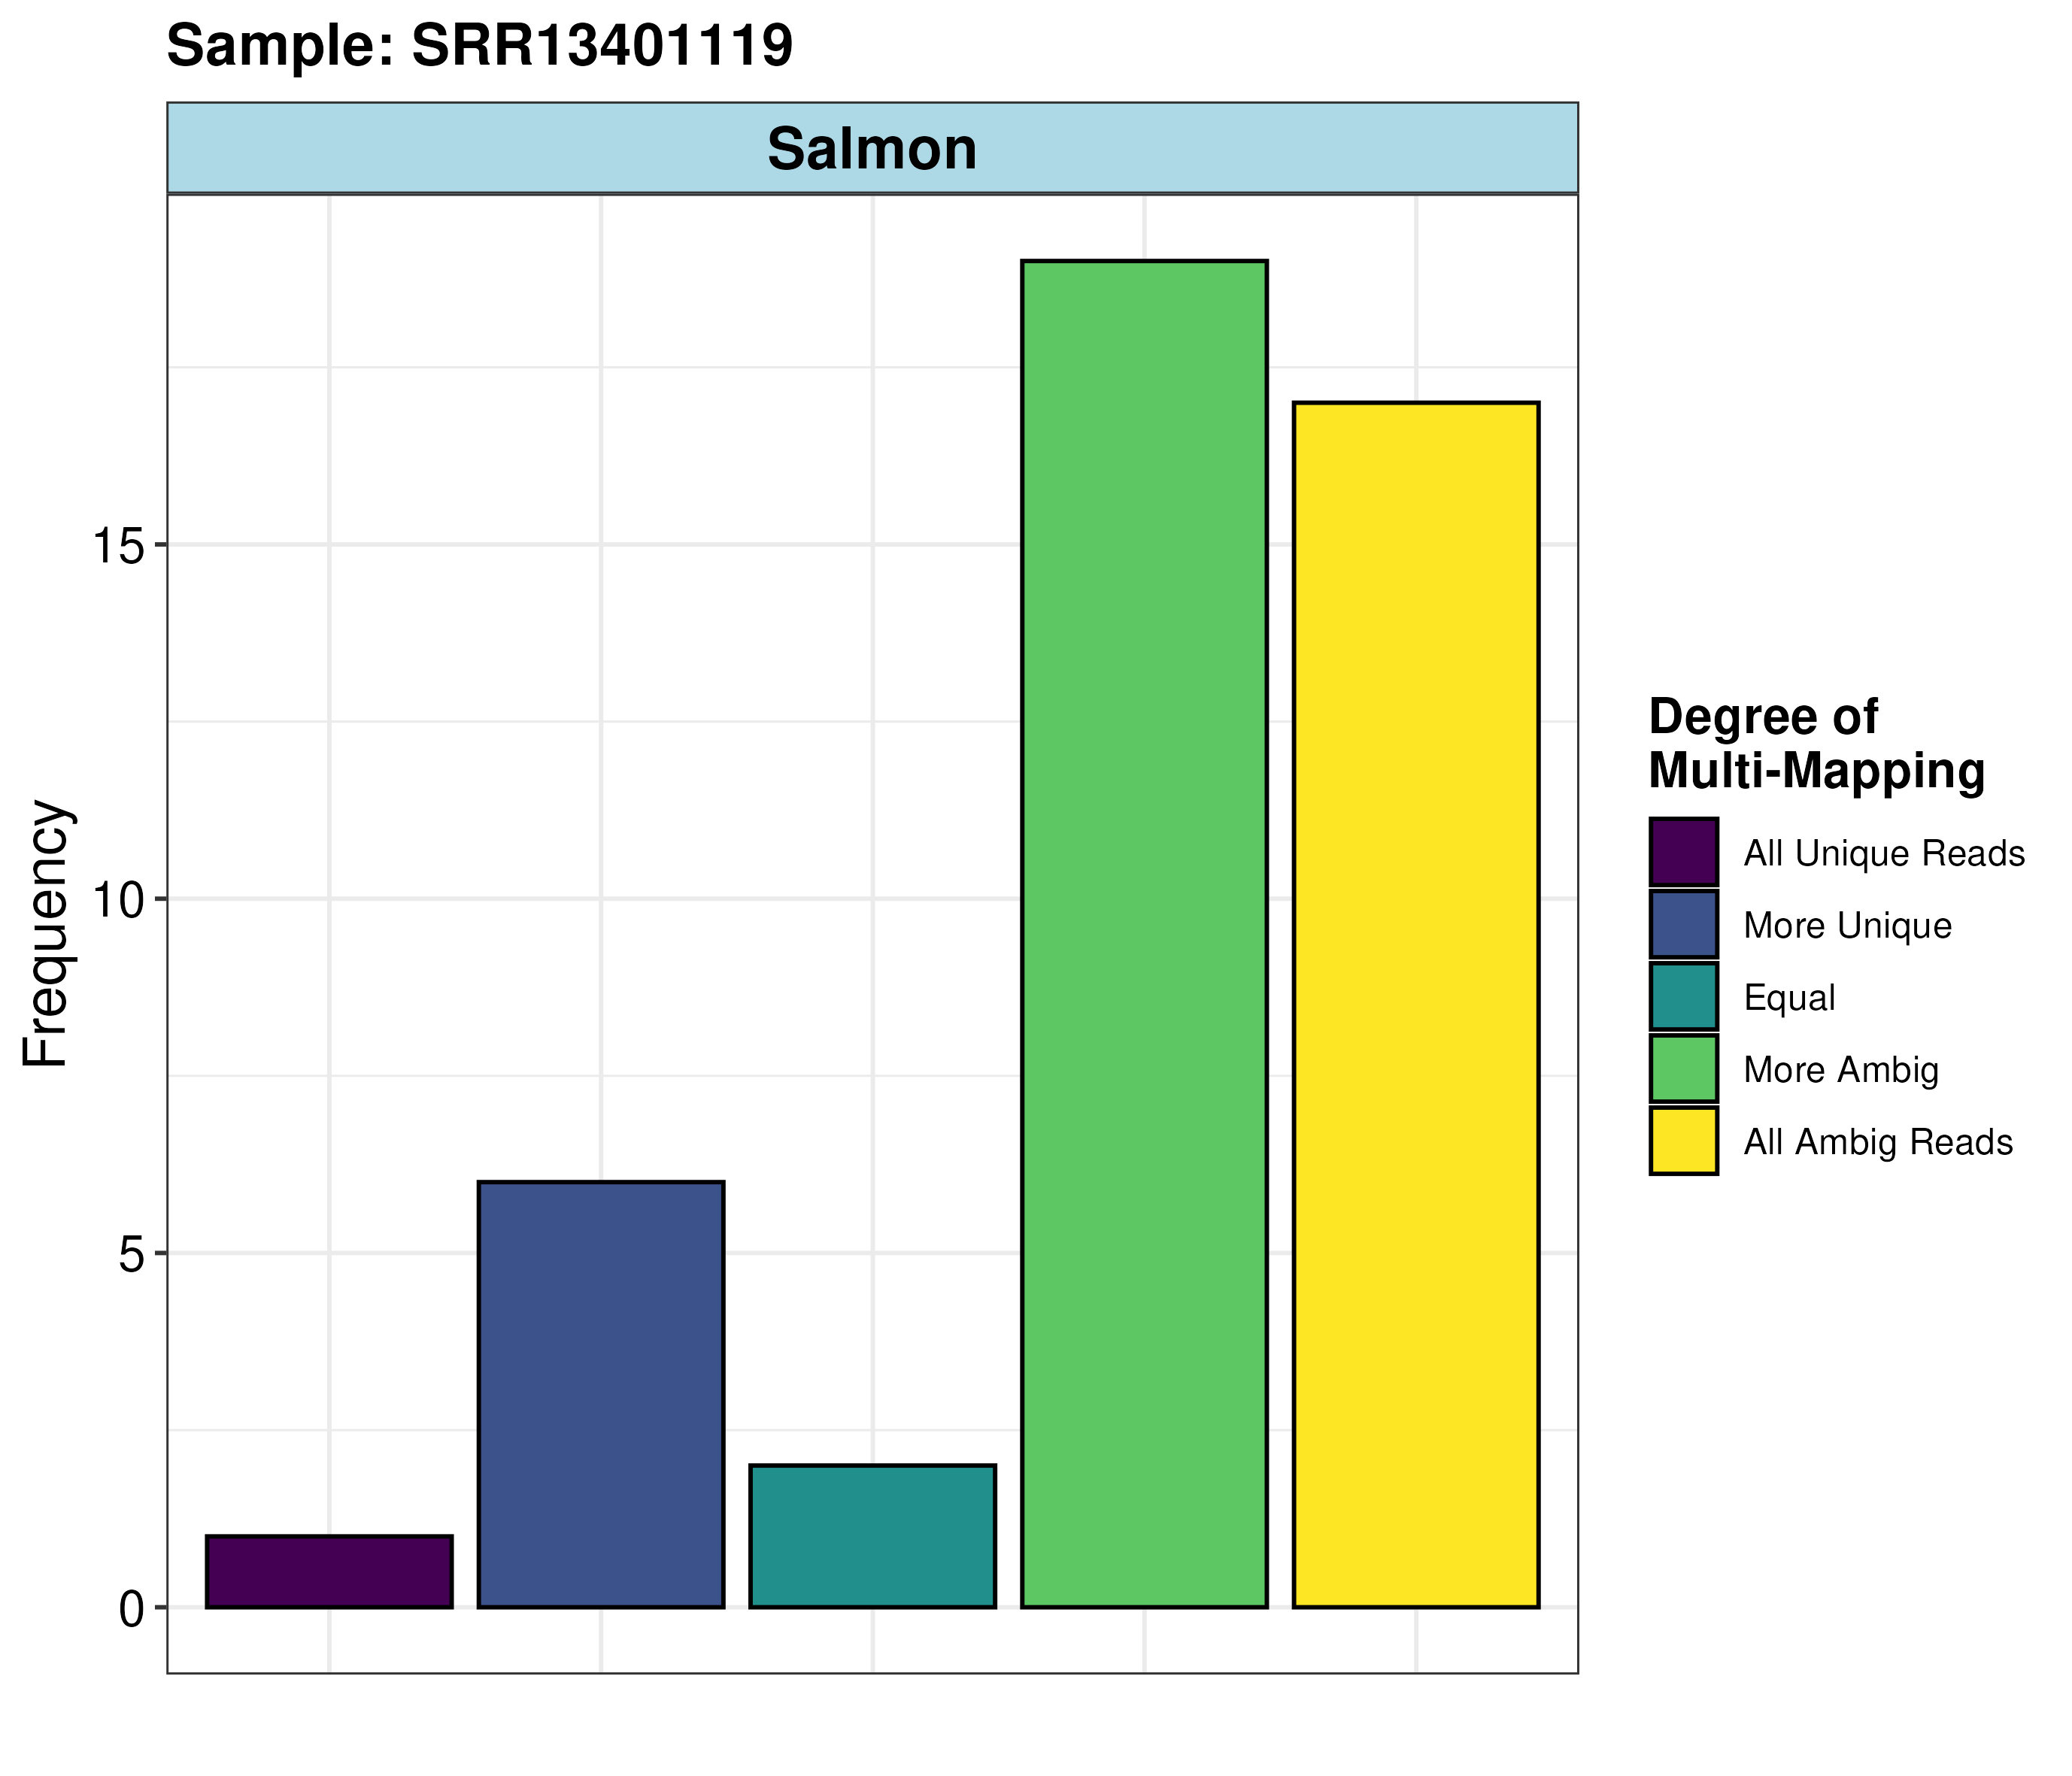 Sample: SRR13401119
Salmon
Frequency
15
10
5
0
Degree of
Multi-Mapping
All Unique Reads
More Unique
Equal
More Ambig
All Ambig Reads